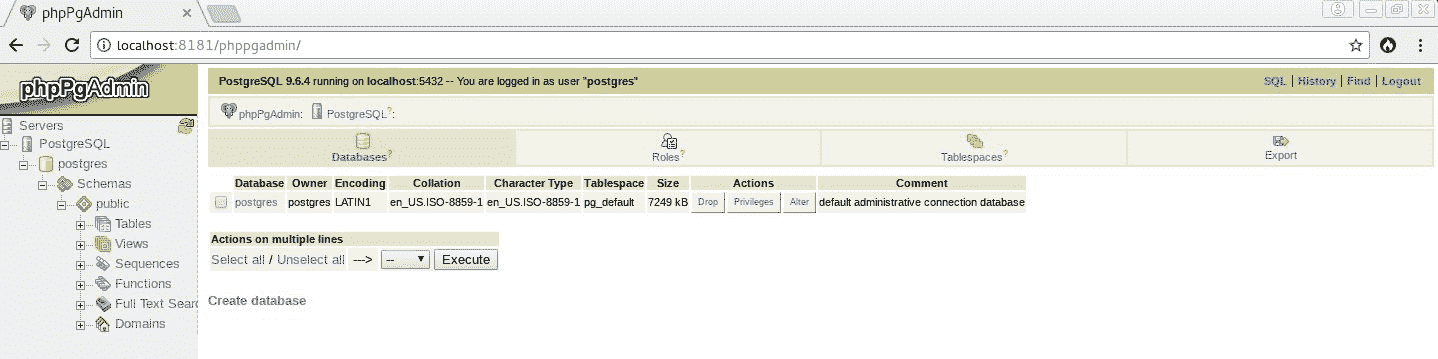 phpPgAdmin
localhost:8181/phppgadmin/
phpPgAdmin
PostgreSQL 9.6.4 running on localhost:5432 -- You are logged in as user "postgres"
SQL | History | Find | Logout
phpPgAdmin: PostgreSQL?:
Databases? Roles? Tablespaces? Export
Servers
PostgreSQL
postgres
Schemas
public
Tables
Views
Sequences
Functions
Full Text Sear
Domains
Database Owner Encoding Collation Character Type Tablespace Size Actions Comment
postgres postgres LATIN1 en_US.ISO-8859-1 en_US.ISO-8859-1 pg_default 7249 kB Drop Privileges Alter default administrative connection database
Actions on multiple lines
Select all / Unselect all ---> -- Execute
Create database